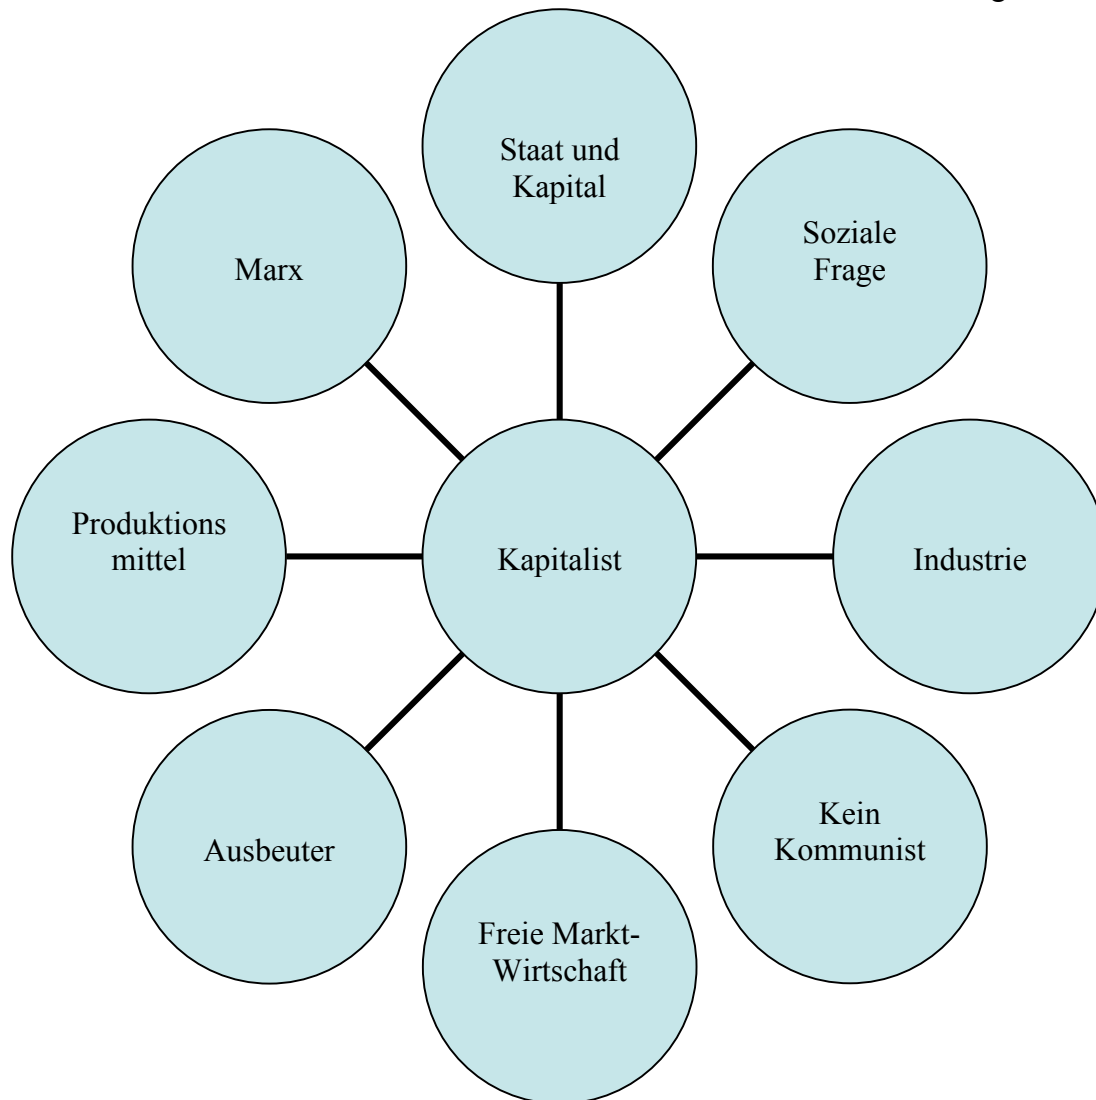 g
Staat und
Kapital
Soziale
Frage
Marx
Produktions
mittel
Kapitalist
Industrie
Kein
Kommunist
Ausbeuter
Freie Markt-
Wirtschaft